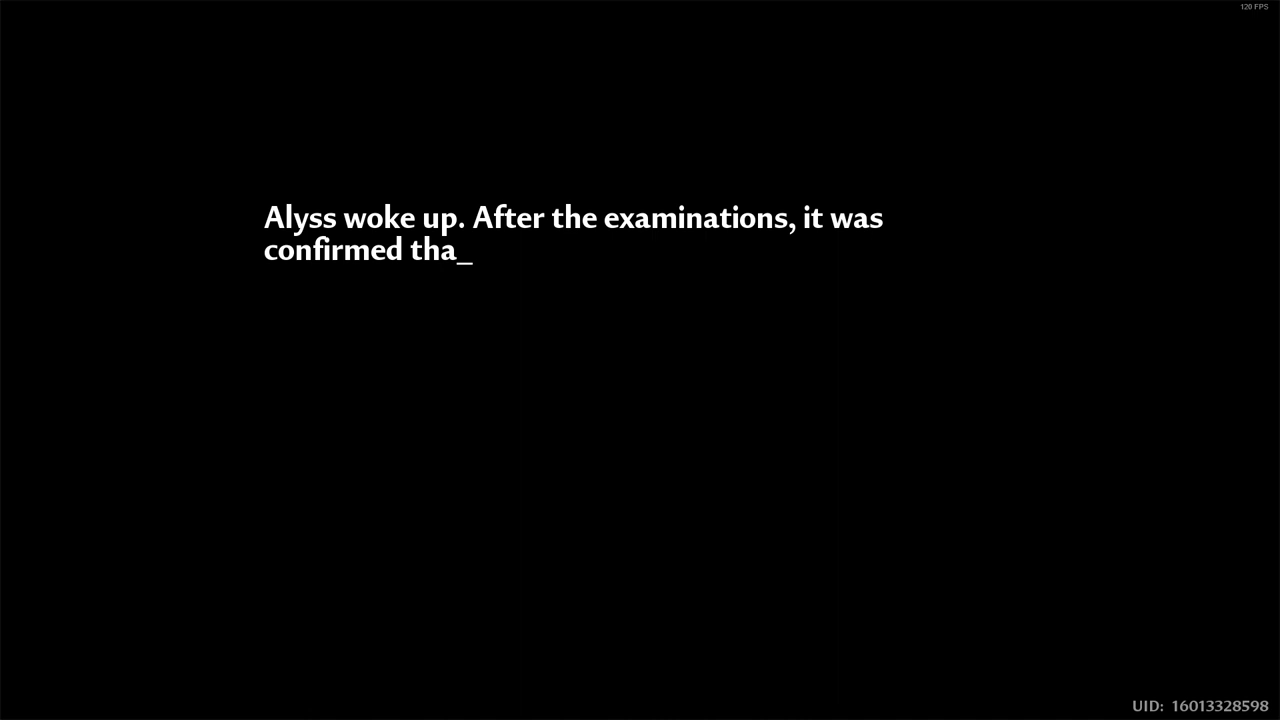 120 FPS
Alyss woke up. After the examinations, it was
confirmed tha_
UID: 16013328598